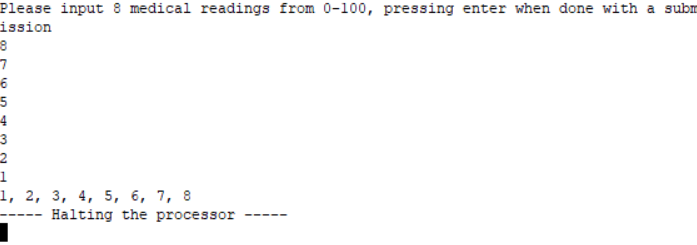 Please input 8 medical readings from 0-100, pressing enter when done with a subm
ission
8
7
6
5
4
3
2
1
1, 2, 3, 4, 5, 6, 7, 8
----- Halting the processor -----